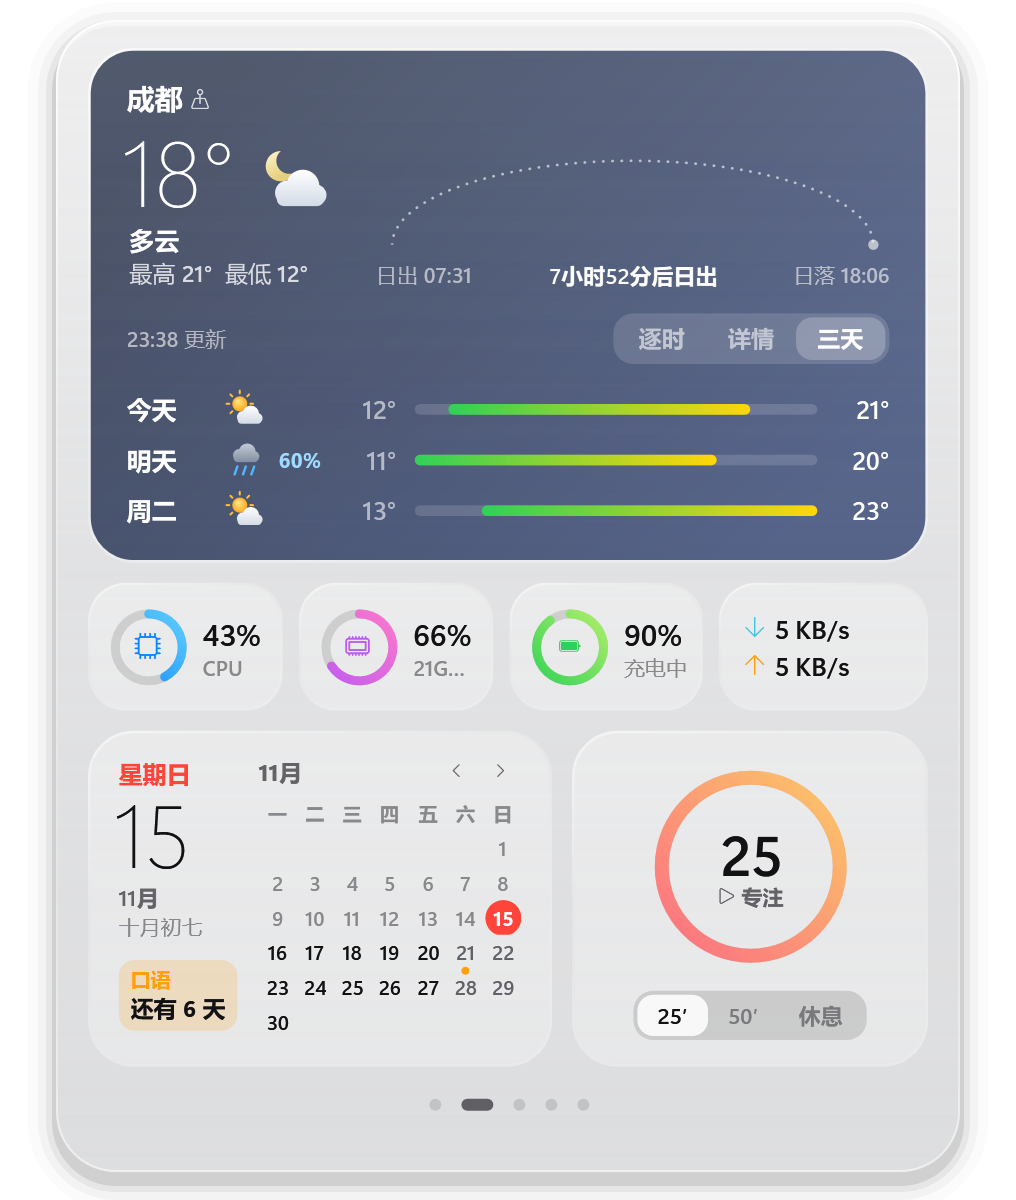 成都
18°
多云
最高 21° 最低 12°
日出 07:31
7小时52分后日出
日落 18:06
23:38 更新
逐时 详情 三天
今天 12° 21°
明天 60% 11° 20°
周二 13° 23°
43%
CPU
66%
21G...
90%
充电中
5 KB/s
5 KB/s
星期日
15
11月
十月初七
口语
还有 6 天
11月
一 二 三 四 五 六 日
1
2 3 4 5 6 7 8
9 10 11 12 13 14 15
16 17 18 19 20 21 22
23 24 25 26 27 28 29
30
25
专注
25′ 50′ 休息